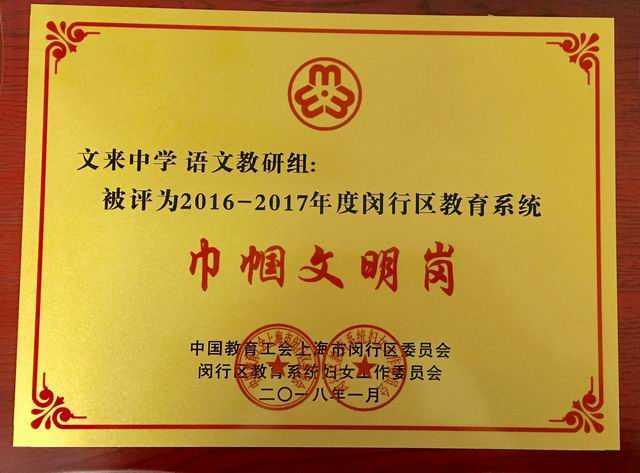 文来中学 语文教研组:
被评为2016-2017年度闵行区教育系统
巾帼文明岗
中国教育工会上海市闵行区委员会
闵行区教育系统妇女工作委员会
二〇一八年一月